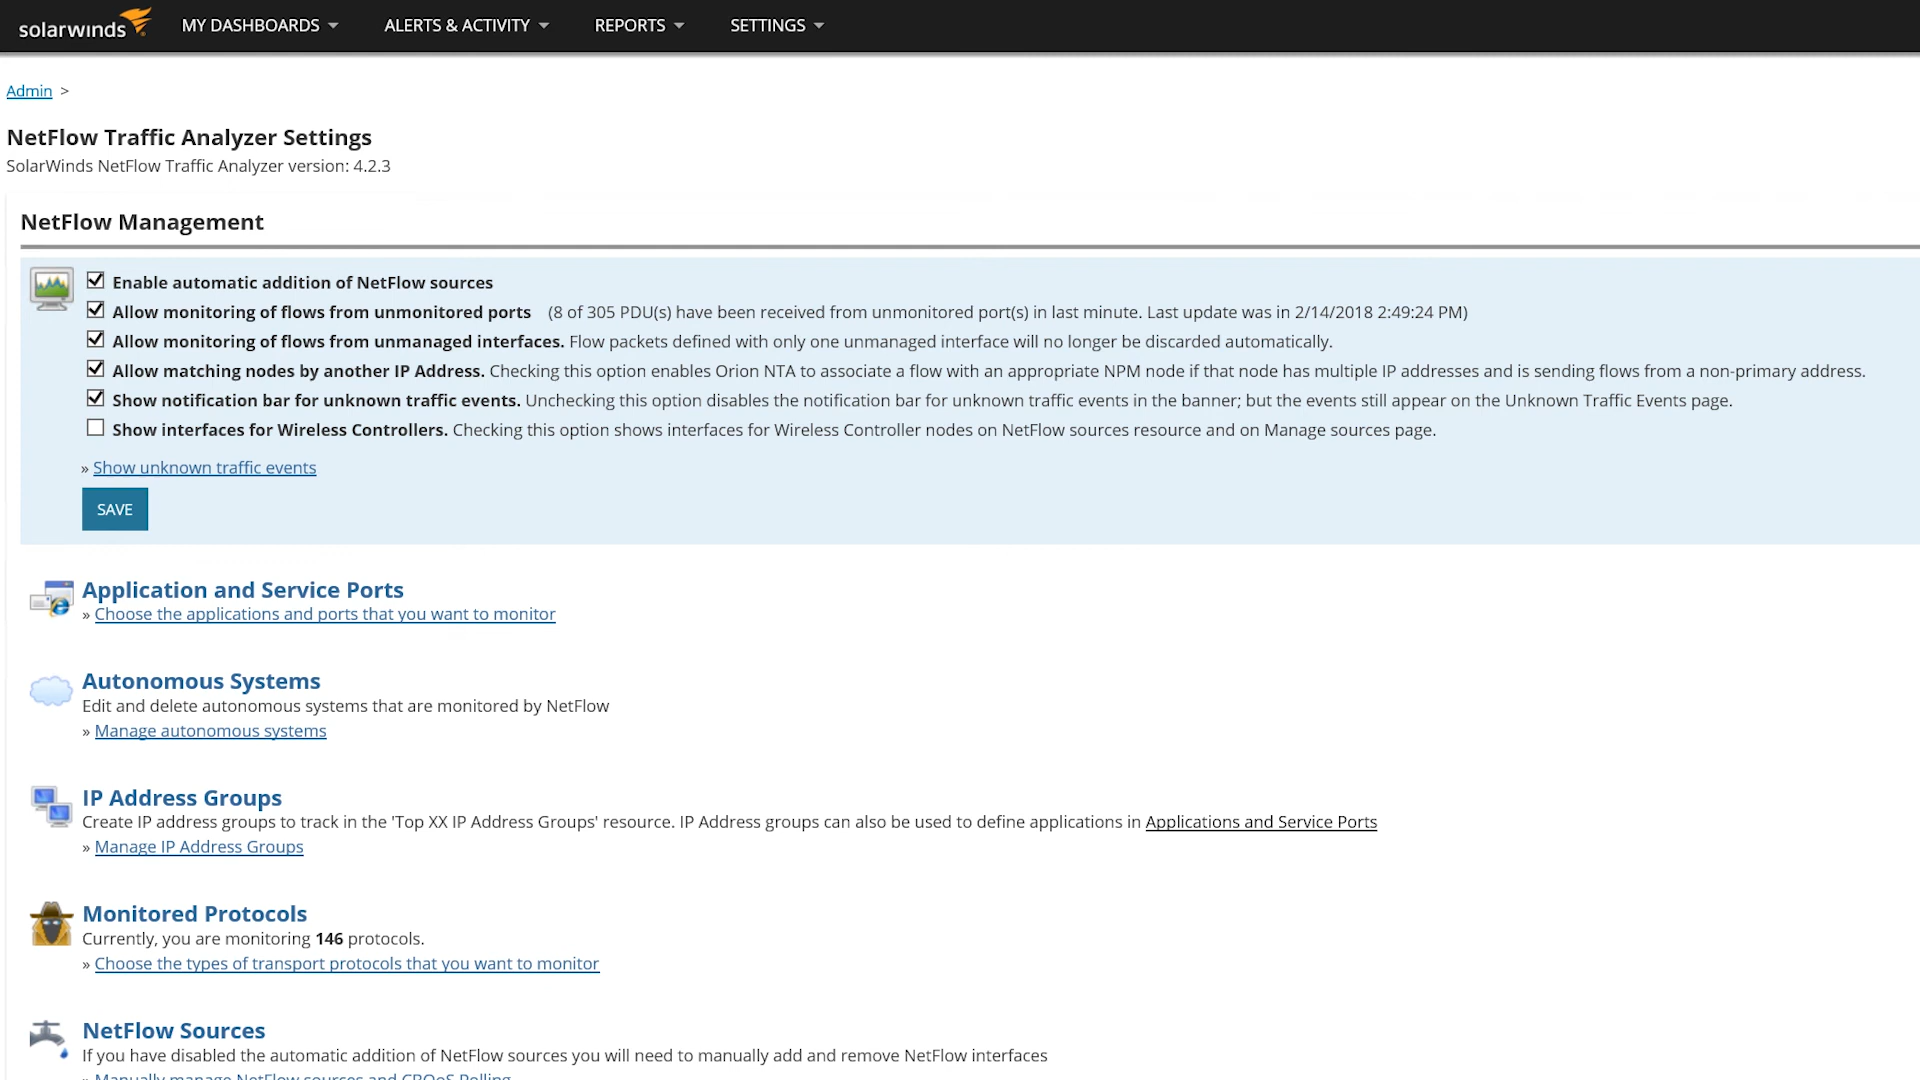 solarwinds MY DASHBOARDS ALERTS & ACTIVITY REPORTS SETTINGS
Admin >
NetFlow Traffic Analyzer Settings
SolarWinds NetFlow Traffic Analyzer version: 4.2.3
NetFlow Management
Enable automatic addition of NetFlow sources
Allow monitoring of flows from unmonitored ports (8 of 305 PDU(s) have been received from unmonitored port(s) in last minute. Last update was in 2/14/2018 2:49:24 PM)
Allow monitoring of flows from unmanaged interfaces. Flow packets defined with only one unmanaged interface will no longer be discarded automatically.
Allow matching nodes by another IP Address. Checking this option enables Orion NTA to associate a flow with an appropriate NPM node if that node has multiple IP addresses and is sending flows from a non-primary address.
Show notification bar for unknown traffic events. Unchecking this option disables the notification bar for unknown traffic events in the banner; but the events still appear on the Unknown Traffic Events page.
Show interfaces for Wireless Controllers. Checking this option shows interfaces for Wireless Controller nodes on NetFlow sources resource and on Manage sources page.
» Show unknown traffic events
SAVE
Application and Service Ports
» Choose the applications and ports that you want to monitor
Autonomous Systems
Edit and delete autonomous systems that are monitored by NetFlow
» Manage autonomous systems
IP Address Groups
Create IP address groups to track in the 'Top XX IP Address Groups' resource. IP Address groups can also be used to define applications in Applications and Service Ports
» Manage IP Address Groups
Monitored Protocols
Currently, you are monitoring 146 protocols.
» Choose the types of transport protocols that you want to monitor
NetFlow Sources
If you have disabled the automatic addition of NetFlow sources you will need to manually add and remove NetFlow interfaces
» Manually manage NetFlow sources and CBQoS Polling